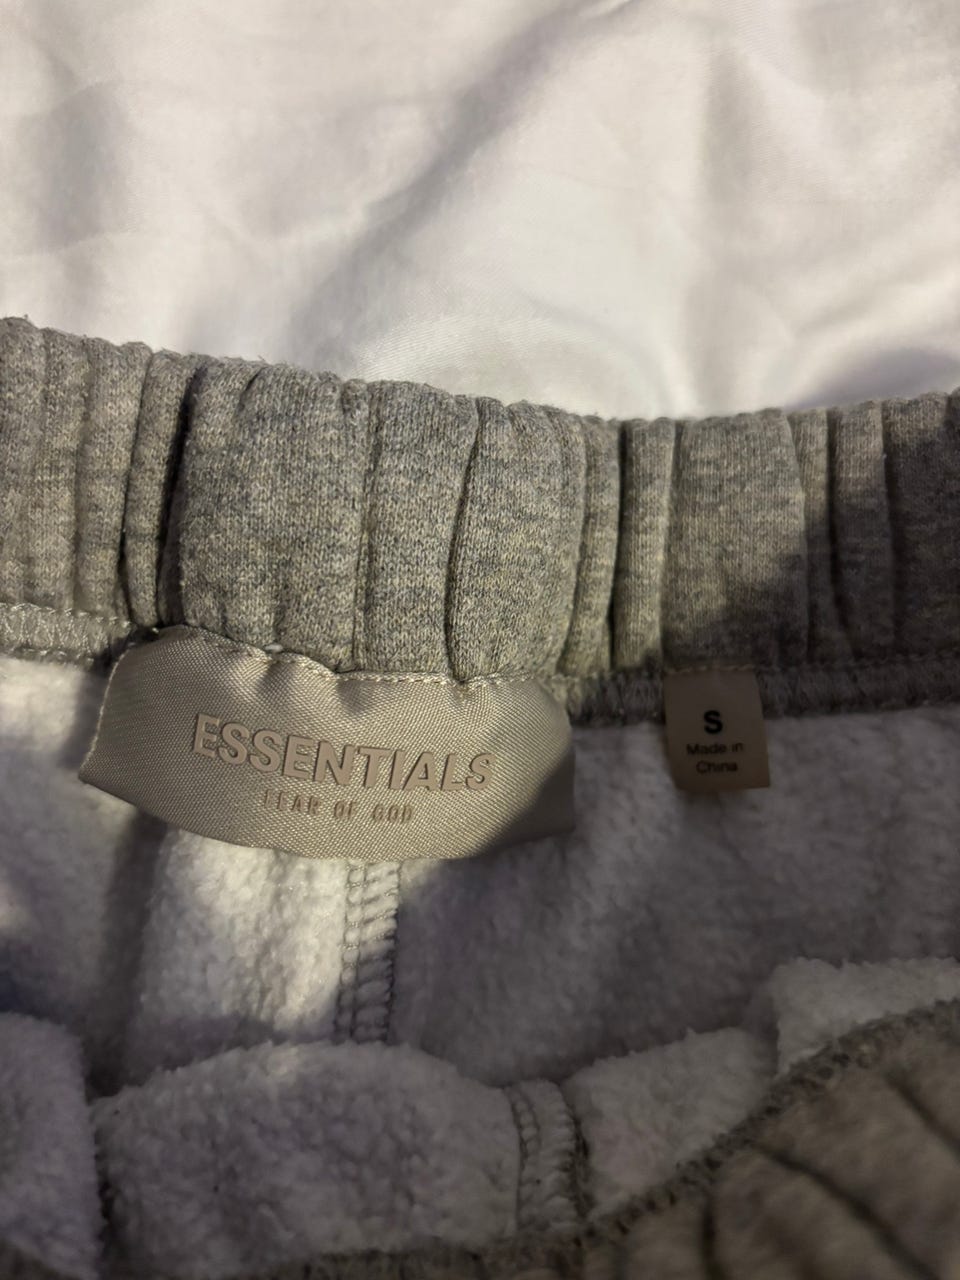 ESSENTIALS
FEAR OF GOD
S
Made in
China